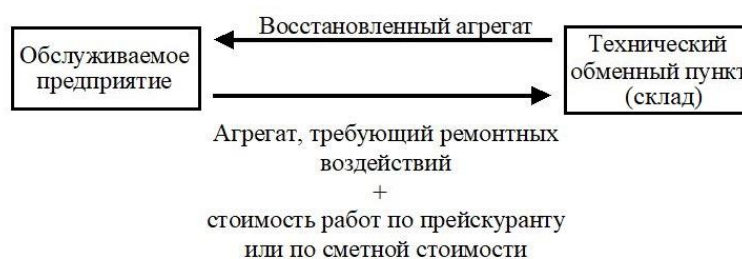 Восстановленный агрегат
Обслуживаемое
предприятие
Технический
обменный пункт
(склад)
Агрегат, требующий ремонтных
воздействий
+
стоимость работ по прейскуранту
или по сметной стоимости